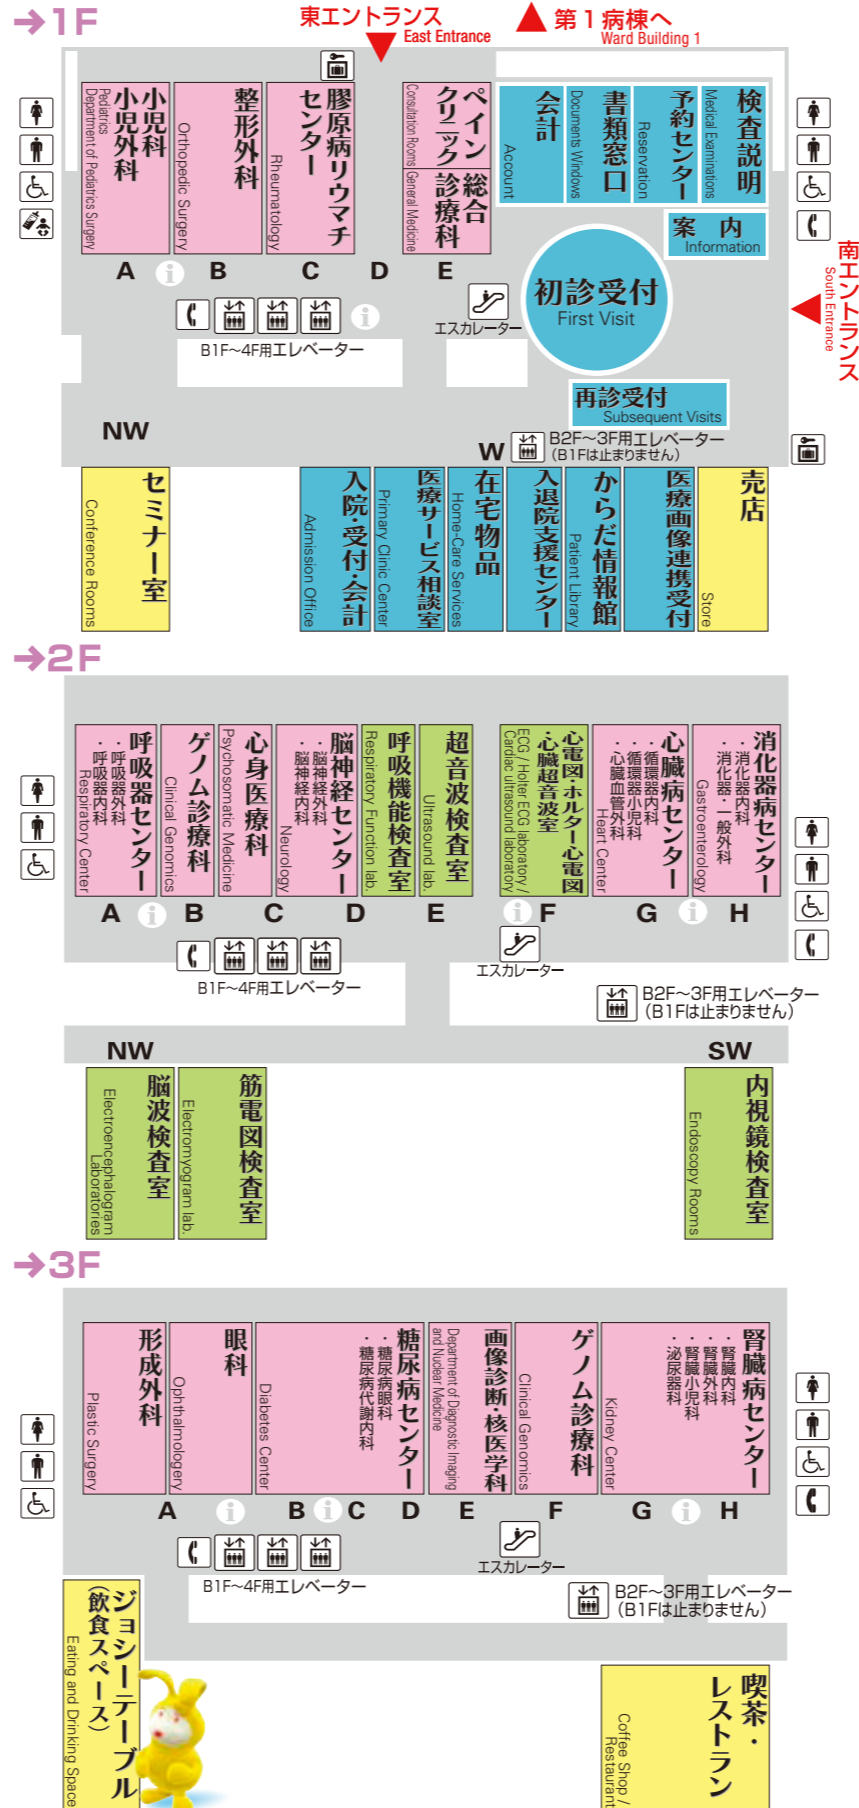 →1F
東エントランス
East Entrance
第1病棟へ
Ward Building 1
小児科
小児外科
Pediatrics
Department of Pediatrics Surgery
整形外科
Orthopedic Surgery
膠原病リウマチ
センター
Rheumatology
ペイン
クリニック
Consultation Rooms
総合
診療科
General Medicine
会計
Account
書類窓口
Documents Windows
予約センター
Reservation
検査説明
Medical Examinations
案 内
Information
A
i
B
C
D
E
初診受付
First Visit
南エントランス
South Entrance
i
エスカレーター
B1F〜4F用エレベーター
再診受付
Subsequent Visits
NW
W
B2F〜3F用エレベーター
（B1Fは止まりません）
セミナー室
Conference Rooms
入院・受付・会計
Admission Office
医療サービス相談室
Primary Clinic Center
在宅物品
Home-Care Services
入退院支援センター
からだ情報館
Patient Library
医療画像連携受付
売店
Store
→2F
呼吸器センター
・呼吸器外科
・呼吸器内科
Respiratory Center
ゲノム診療科
Clinical Genomics
心身医療科
Psychosomatic Medicine
脳神経センター
・脳神経外科
・脳神経内科
Neurology
呼吸機能検査室
Respiratory Function lab.
超音波検査室
Ultrasound lab.
心電図・ホルター心電図
・心臓超音波室
ECG / Holter ECG laboratory /
Cardiac ultrasound laboratory
心臓病センター
・循環器内科
・循環器小児科
・心臓血管外科
Heart Center
消化器病センター
・消化器内科
・消化器・一般外科
Gastroenterology
A
i
B
C
D
E
i
F
G
i
H
エスカレーター
B1F〜4F用エレベーター
B2F〜3F用エレベーター
（B1Fは止まりません）
NW
SW
脳波検査室
Electroencephalogram
Laboratories
筋電図検査室
Electromyogram lab.
内視鏡検査室
Endoscopy Rooms
→3F
形成外科
Plastic Surgery
眼科
Ophthalmologery
糖尿病センター
・糖尿病眼科
・糖尿病代謝内科
Diabetes Center
画像診断・核医学科
Department of Diagnostic Imaging
and Nuclear Medicine
ゲノム診療科
Clinical Genomics
腎臓病センター
・腎臓内科
・腎臓外科
・腎臓小児科
・泌尿器科
Kidney Center
A
i
B
i
C
D
E
F
G
i
H
エスカレーター
B1F〜4F用エレベーター
B2F〜3F用エレベーター
（B1Fは止まりません）
ジョシーテーブル
（飲食スペース）
Eating and Drinking Space
喫茶・
レストラン
Coffee Shop /
Restaurant